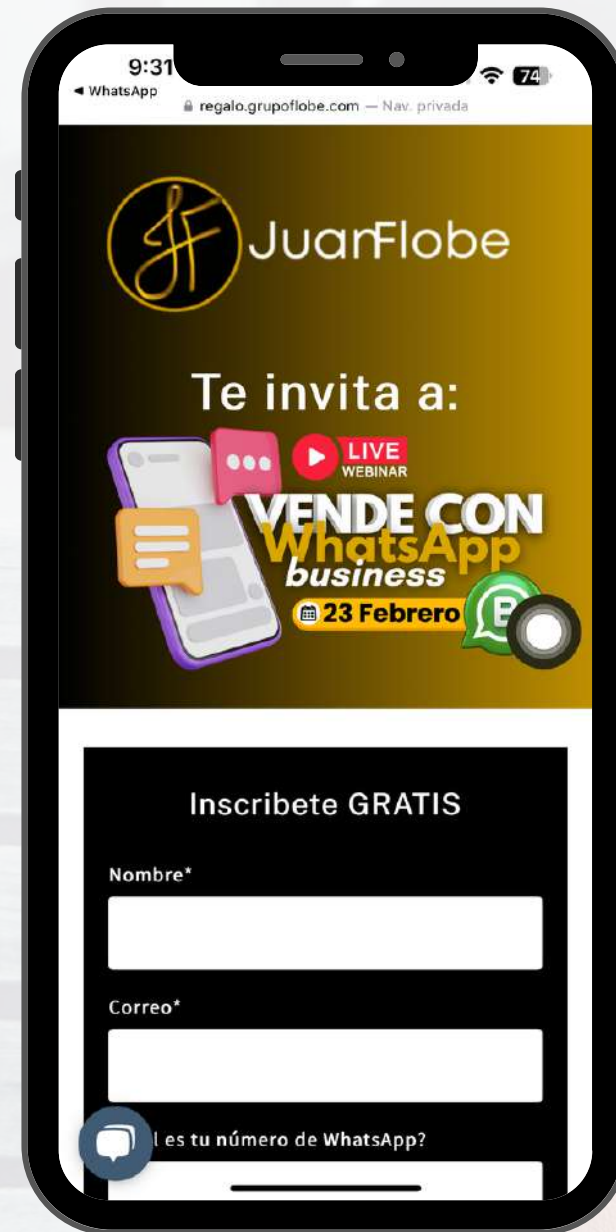 9:31
74
◀ WhatsApp
regalo.grupoflobe.com — Nav. privada
JF
JuanFlobe
Te invita a:
LIVE
WEBINAR
VENDE CON
WhatsApp
business
23 Febrero
B
Inscribete GRATIS
Nombre*
Correo*
l es tu número de WhatsApp?